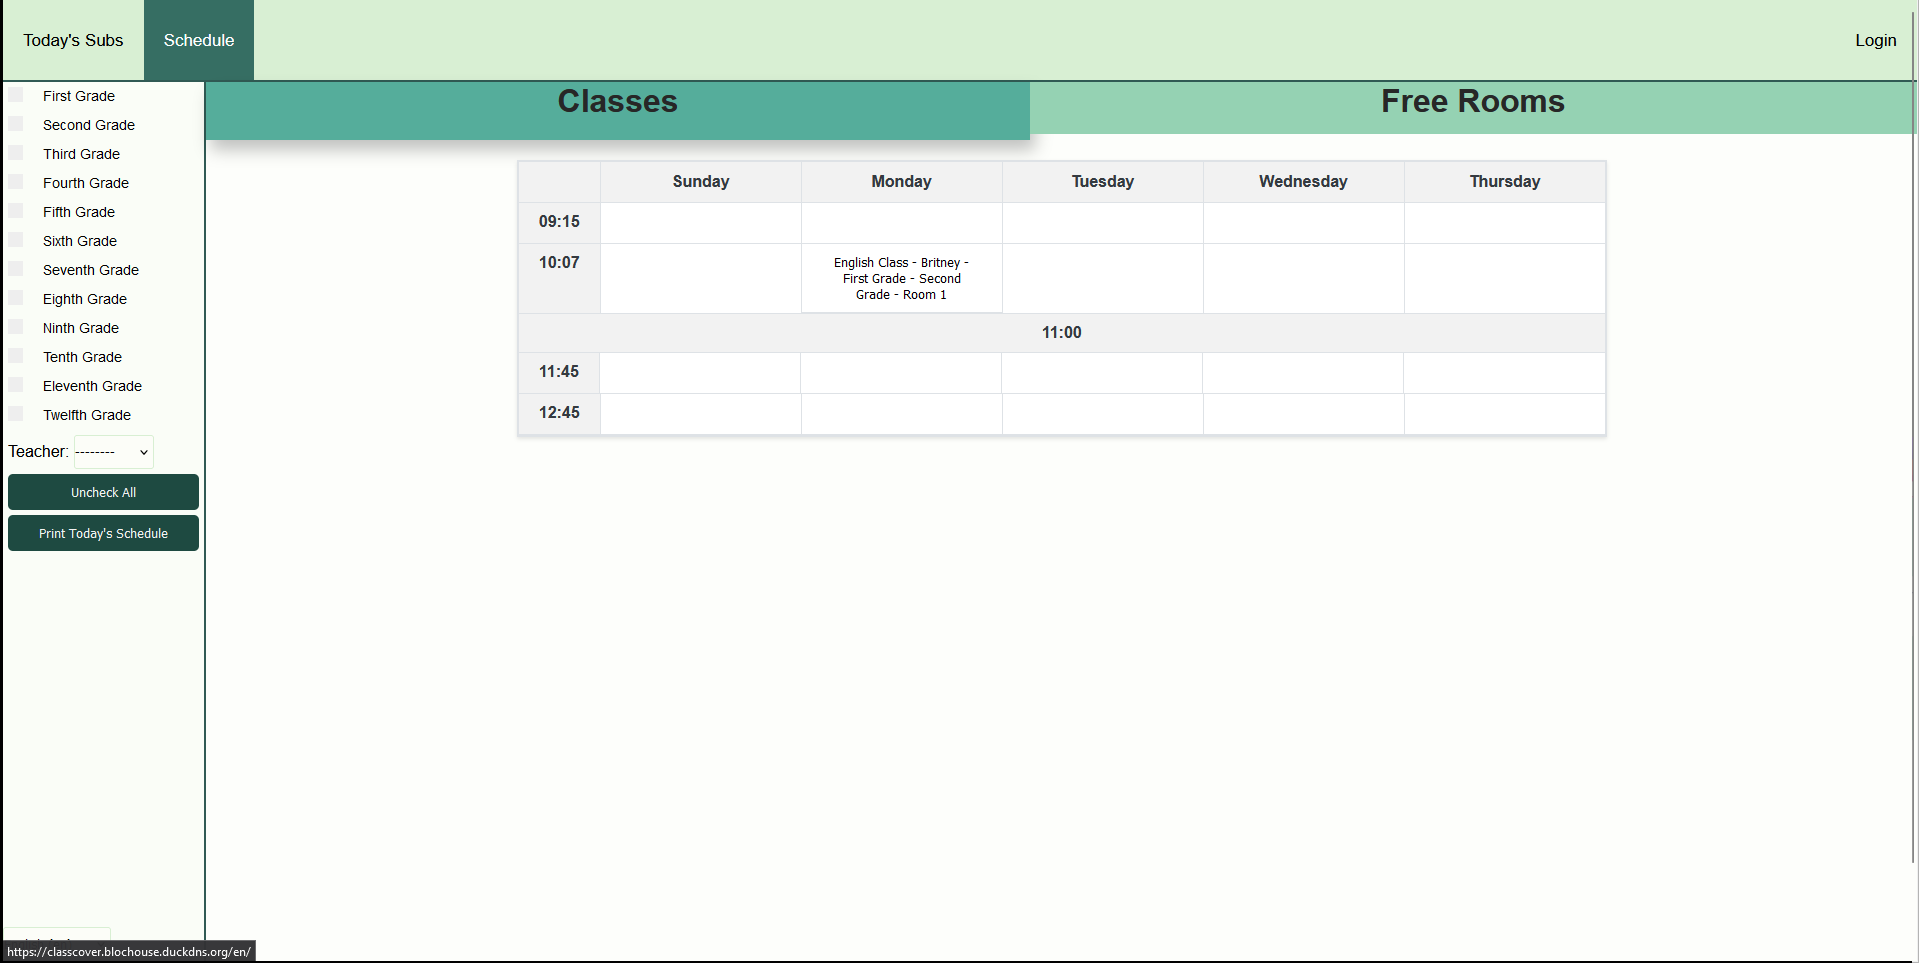 Today's Subs
Schedule
Login
First Grade
Second Grade
Third Grade
Fourth Grade
Fifth Grade
Sixth Grade
Seventh Grade
Eighth Grade
Ninth Grade
Tenth Grade
Eleventh Grade
Twelfth Grade
Teacher: --------
Uncheck All
Print Today's Schedule
Classes
Free Rooms
Sunday
Monday
Tuesday
Wednesday
Thursday
09:15
10:07
English Class - Britney -
First Grade - Second
Grade - Room 1
11:00
11:45
12:45
https://classcover.blochouse.duckdns.org/en/